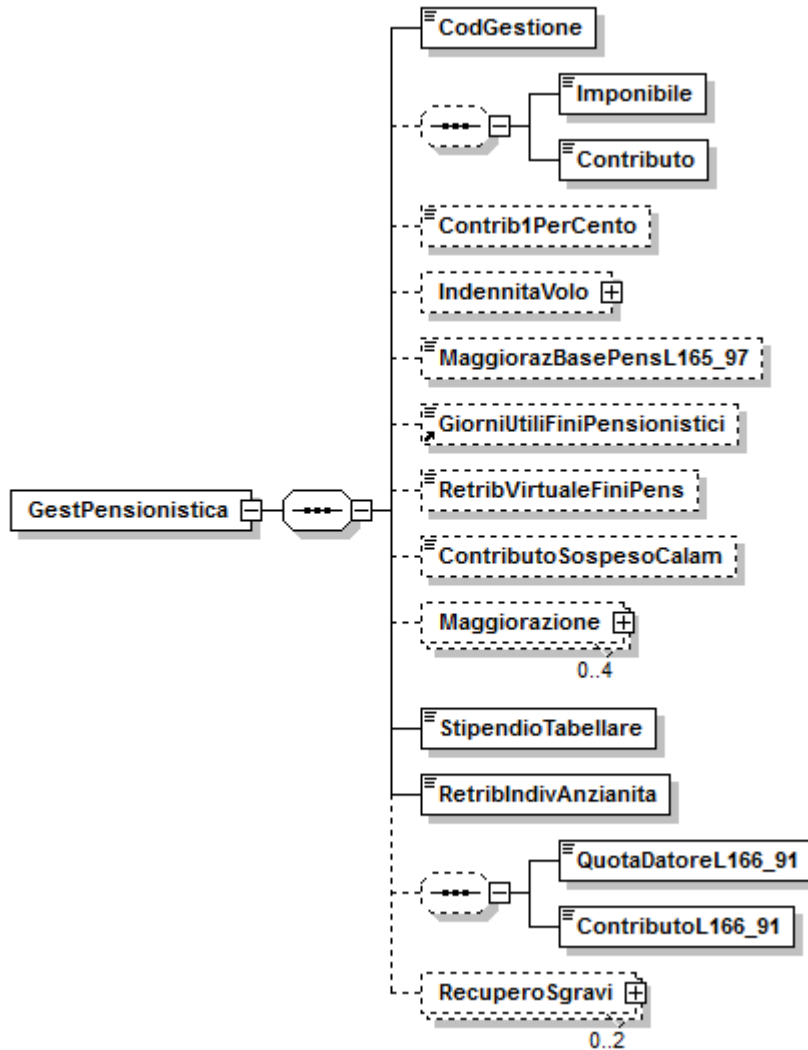 CodGestione
Imponibile
Contributo
Contrib1PerCento
IndennitaVolo
MaggiorazBasePensL165_97
GiorniUtiliFiniPensionistici
RetribVirtualeFiniPens
GestPensionistica
ContributoSospesoCalam
Maggiorazione
0..4
StipendioTabellare
RetribIndivAnzianita
QuotaDatoreL166_91
ContributoL166_91
RecuperoSgravi
0..2